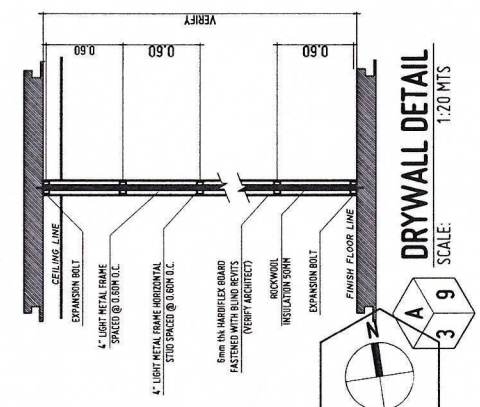 VERIFY
0.60
0.60
0.60
CEILING LINE
EXPANSION BOLT
4" LIGHT METAL FRAME
SPACED @ 0.60M O.C.
4" LIGHT METAL FRAME HORIZONTAL
STUD SPACED @ 0.60M O.C.
6mm thk HARDIFLEX BOARD
FASTENED WITH BLIND REVITS
(VERIFY ARCHITECT)
ROCKWOOL
INSULATION 50MM
EXPANSION BOLT
FINISH FLOOR LINE
DRYWALL DETAIL
SCALE: 1:20 MTS
A
3 9
N